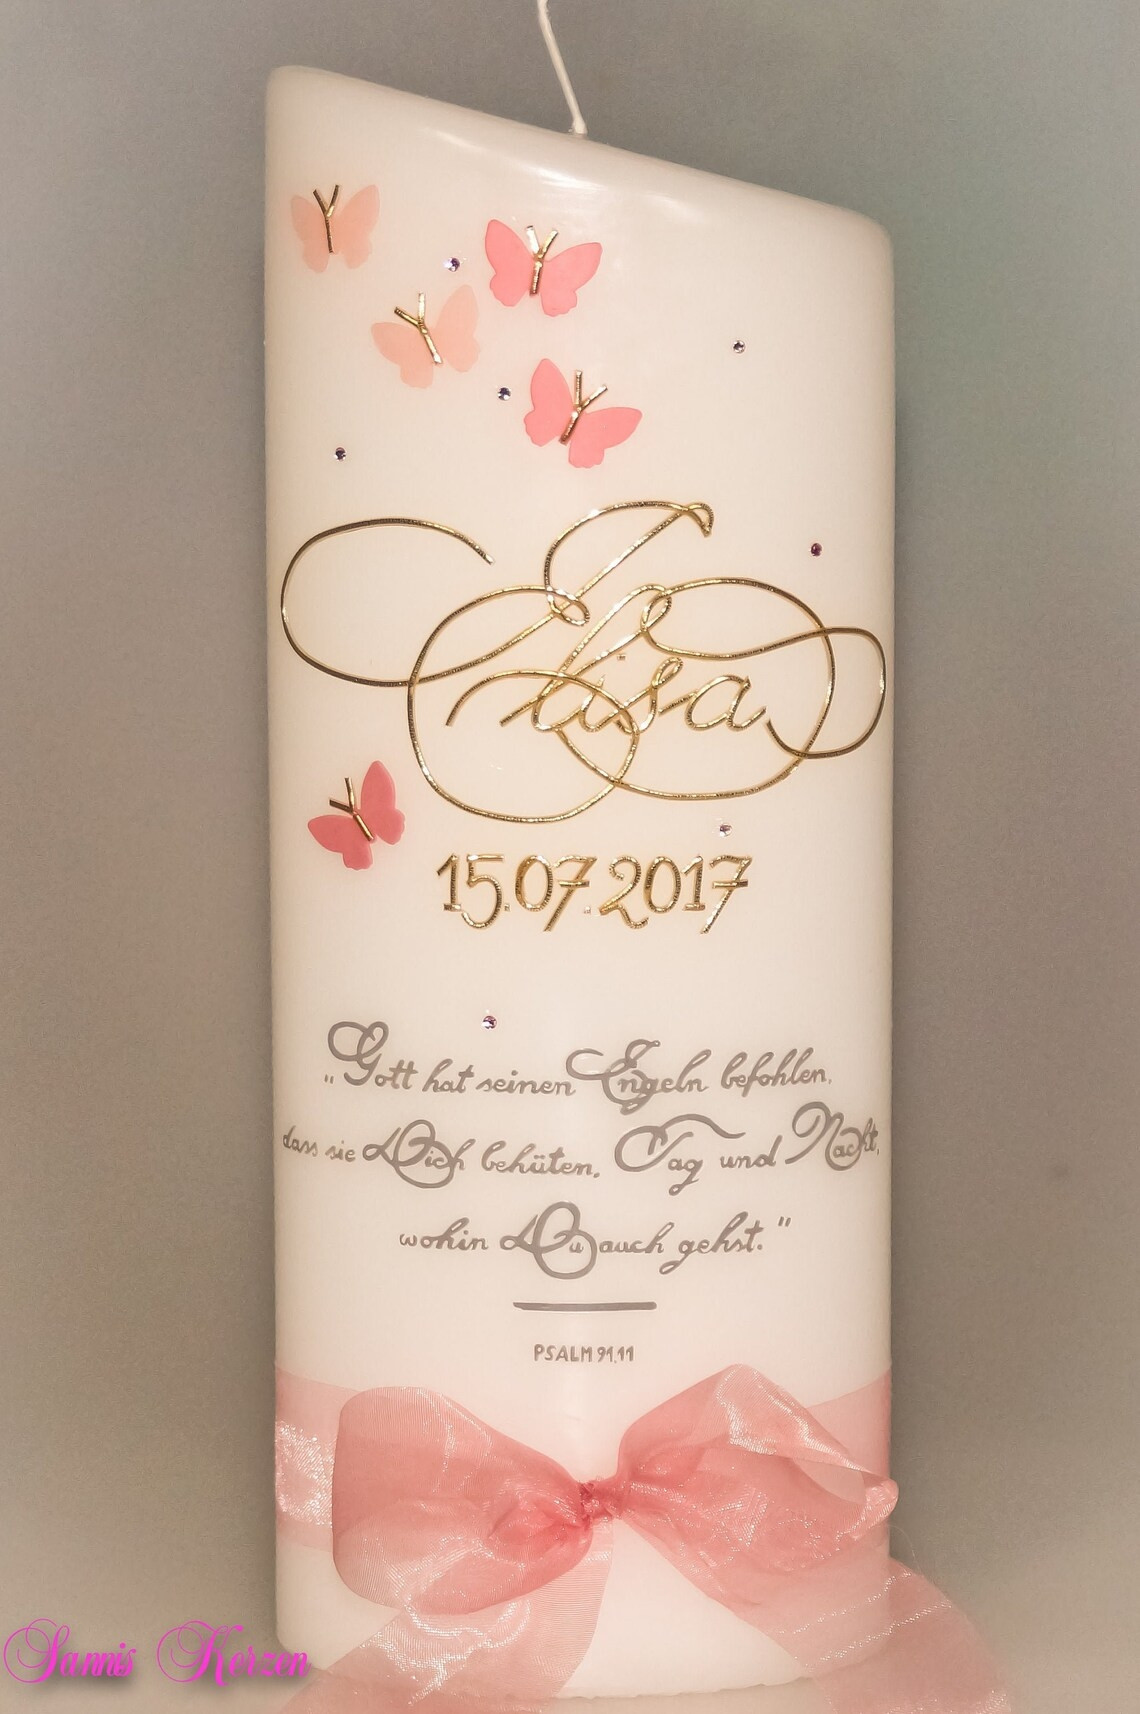 Elisa
15.07.2017
„Gott hat seinen Engeln befohlen,
dass sie Dich behüten, Tag und Nacht,
wohin Du auch gehst."
PSALM 91,11
Sannis Kerzen